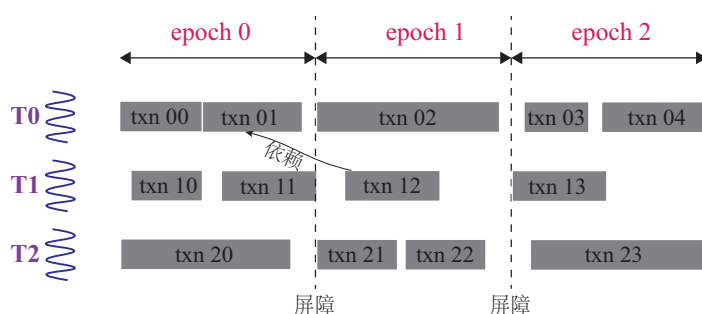 epoch 0 epoch 1 epoch 2
T0 txn 00 txn 01 txn 02 txn 03 txn 04
依赖
T1 txn 10 txn 11 txn 12 txn 13
T2 txn 20 txn 21 txn 22 txn 23
屏障 屏障